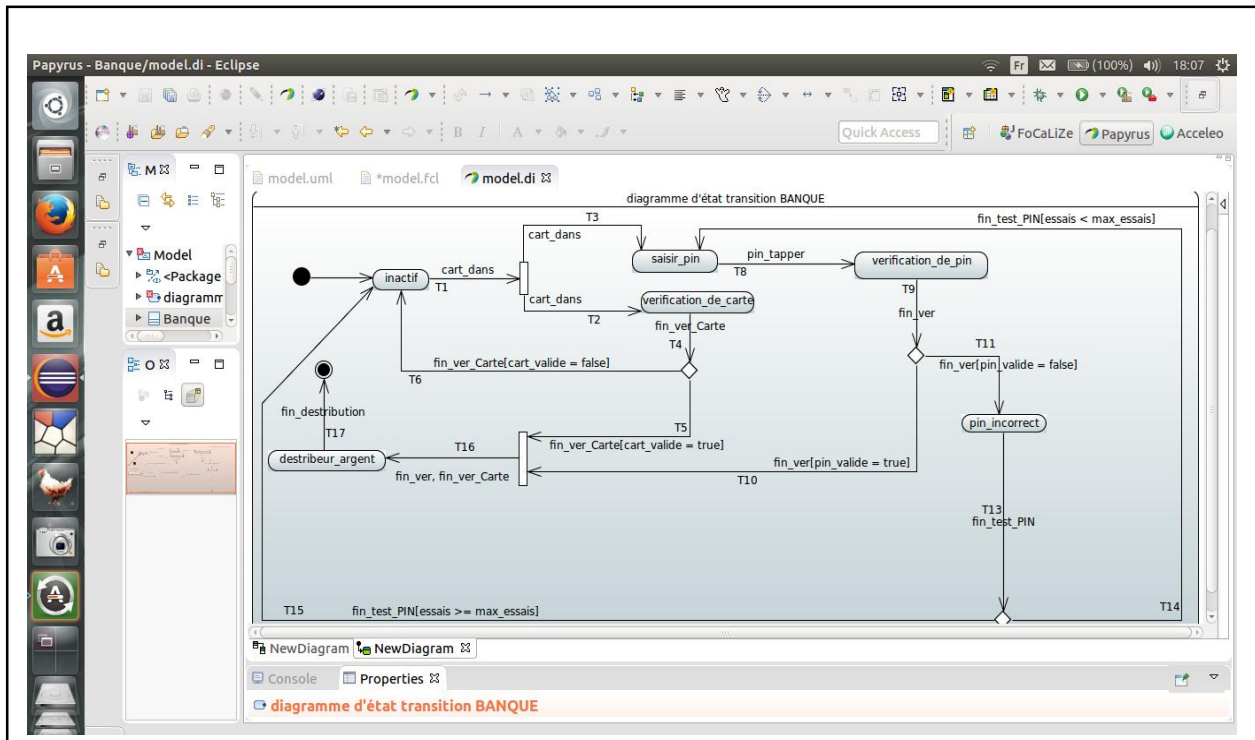 Papyrus - Banque/model.di - Eclipse
Fr
(100%)
18:07
B I A
Quick Access
FoCaLiZe
Papyrus
Acceleo
M
model.uml
*model.fcl
model.di
Model
<Package
diagramm
Banque
O
diagramme d'état transition BANQUE
T3
cart_dans
fin_test_PIN[essais < max_essais]
saisir_pin
pin_tapper
T8
verification_de_pin
inactif
cart_dans
T1
cart_dans
T2
verification_de_carte
T9
fin_ver
fin_ver_Carte
T4
T11
fin_ver[pin_valide = false]
fin_ver_Carte[cart_valide = false]
T6
fin_destribution
T17
pin_incorrect
T5
fin_ver_Carte[cart_valide = true]
T16
destribeur_argent
fin_ver, fin_ver_Carte
fin_ver[pin_valide = true]
T10
T13
fin_test_PIN
T15
fin_test_PIN[essais >= max_essais]
T14
NewDiagram
NewDiagram
Console
Properties
diagramme d'état transition BANQUE